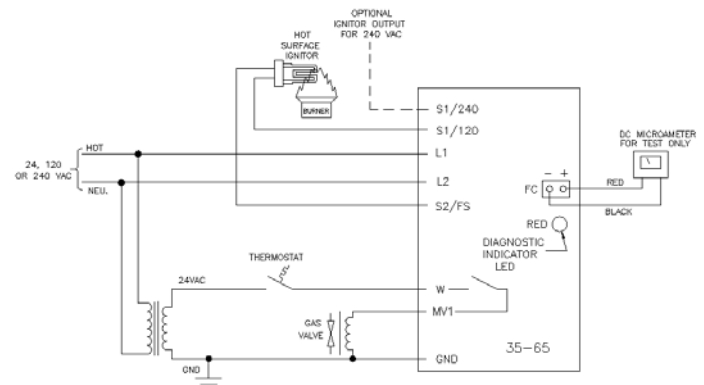 OPTIONAL
IGNITOR OUTPUT
FOR 240 VAC
HOT
SURFACE
IGNITOR
BURNER
S1/240
S1/120
HOT
L1
24, 120
OR 240 VAC
NEU.
L2
S2/FS
DC MICROAMETER
FOR TEST ONLY
- +
FC
RED
BLACK
RED
DIAGNOSTIC
INDICATOR
LED
THERMOSTAT
24VAC
W
MV1
GAS
VALVE
35-65
GND
GND